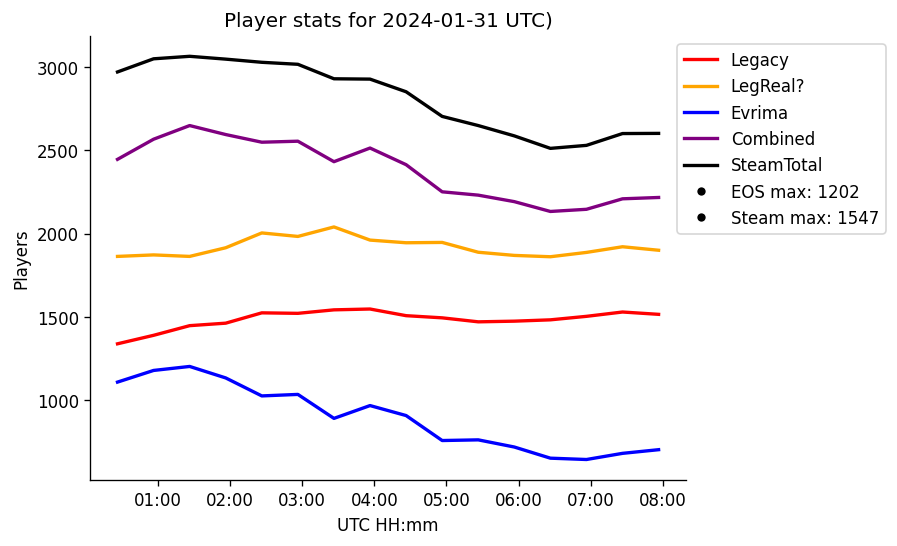 Player stats for 2024-01-31 UTC)
Legacy
LegReal?
Evrima
Combined
SteamTotal
EOS max: 1202
Steam max: 1547
3000
2500
2000
1500
1000
Players
01:00 02:00 03:00 04:00 05:00 06:00 07:00 08:00
UTC HH:mm